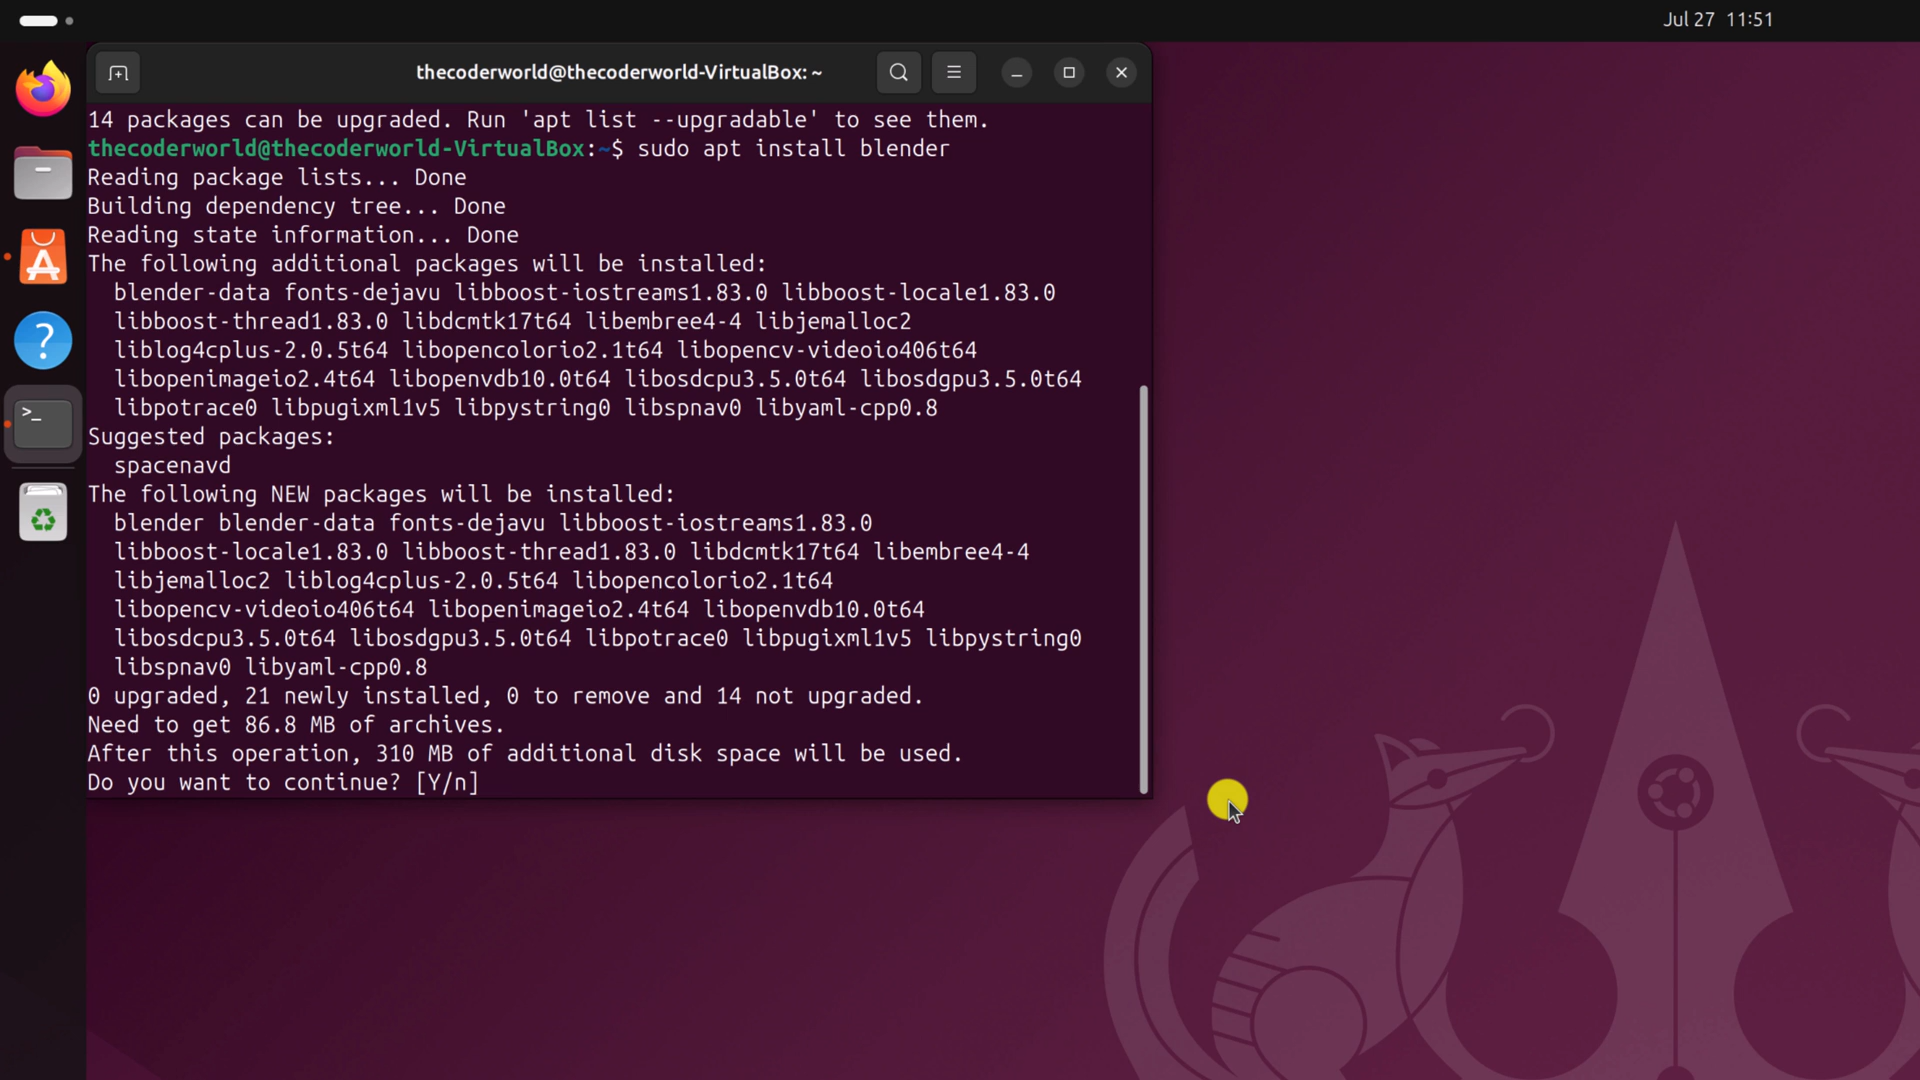 Jul 27 11:51
thecoderworld@thecoderworld-VirtualBox: ~
14 packages can be upgraded. Run 'apt list --upgradable' to see them.
thecoderworld@thecoderworld-VirtualBox:~$ sudo apt install blender
Reading package lists... Done
Building dependency tree... Done
Reading state information... Done
The following additional packages will be installed:
  blender-data fonts-dejavu libboost-iostreams1.83.0 libboost-locale1.83.0
  libboost-thread1.83.0 libdcmtk17t64 libembree4-4 libjemalloc2
  liblog4cplus-2.0.5t64 libopencolorio2.1t64 libopencv-videoio406t64
  libopenimageio2.4t64 libopenvdb10.0t64 libosdcpu3.5.0t64 libosdgpu3.5.0t64
  libpotrace0 libpugixml1v5 libpystring0 libspnav0 libyaml-cpp0.8
Suggested packages:
  spacenavd
The following NEW packages will be installed:
  blender blender-data fonts-dejavu libboost-iostreams1.83.0
  libboost-locale1.83.0 libboost-thread1.83.0 libdcmtk17t64 libembree4-4
  libjemalloc2 liblog4cplus-2.0.5t64 libopencolorio2.1t64
  libopencv-videoio406t64 libopenimageio2.4t64 libopenvdb10.0t64
  libosdcpu3.5.0t64 libosdgpu3.5.0t64 libpotrace0 libpugixml1v5 libpystring0
  libspnav0 libyaml-cpp0.8
0 upgraded, 21 newly installed, 0 to remove and 14 not upgraded.
Need to get 86.8 MB of archives.
After this operation, 310 MB of additional disk space will be used.
Do you want to continue? [Y/n]